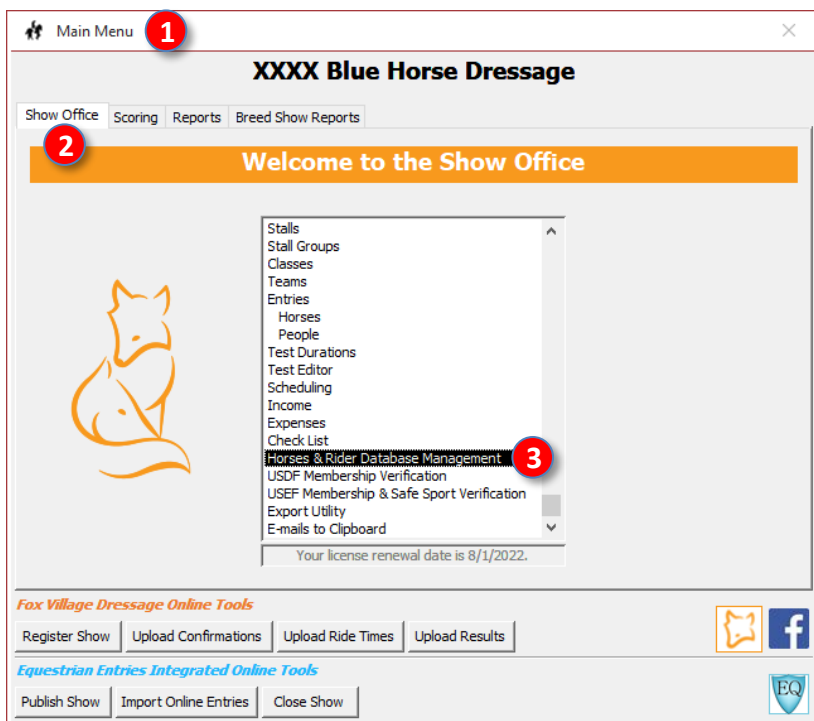 Main Menu 1
XXXX Blue Horse Dressage
Show Office Scoring Reports Breed Show Reports
2
Welcome to the Show Office
Stalls
Stall Groups
Classes
Teams
Entries
Horses
People
Test Durations
Test Editor
Scheduling
Income
Expenses
Check List
Horses & Rider Database Management 3
USDF Membership Verification
USEF Membership & Safe Sport Verification
Export Utility
E-mails to Clipboard
Your license renewal date is 8/1/2022.
Fox Village Dressage Online Tools
Register Show Upload Confirmations Upload Ride Times Upload Results f
Equestrian Entries Integrated Online Tools
Publish Show Import Online Entries Close Show EQ